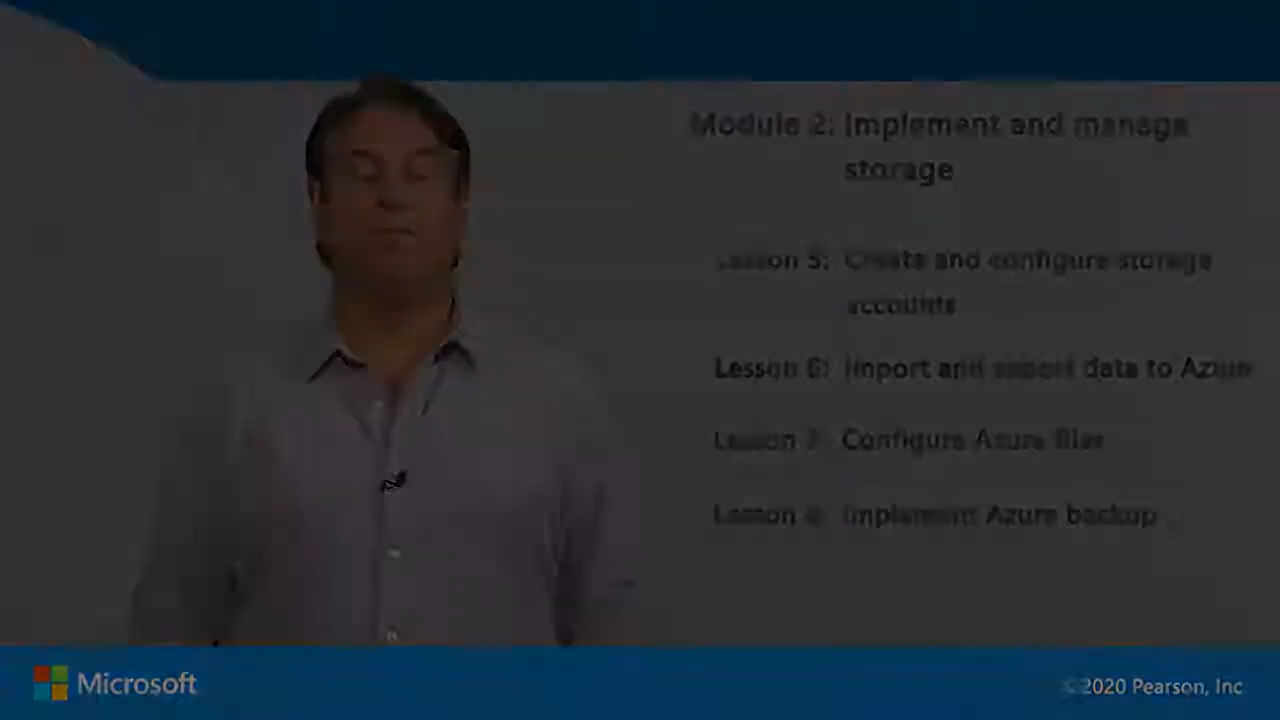 Module 2: Implement and manage
storage
Lesson 5: Create and configure storage
accounts
Lesson 6: Import and export data to Azure
Lesson 7: Configure Azure files
Lesson 8: Implement Azure backup
Microsoft
©2020 Pearson, Inc